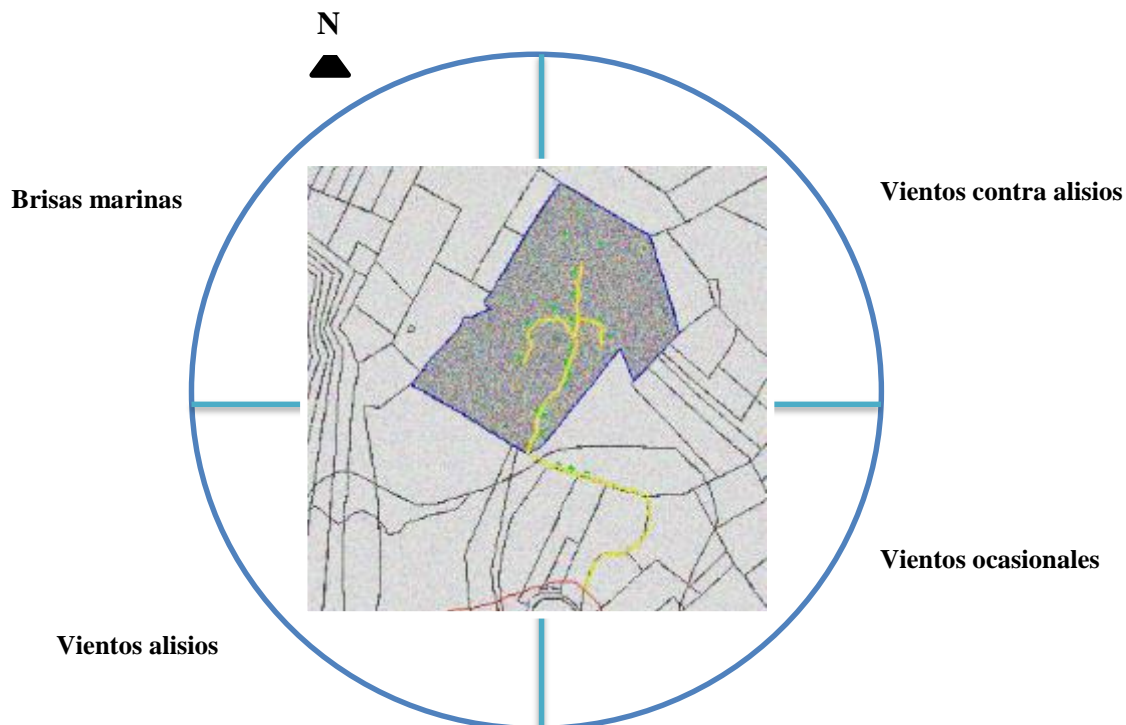 N
Brisas marinas
Vientos contra alisios
Vientos ocasionales
Vientos alisios